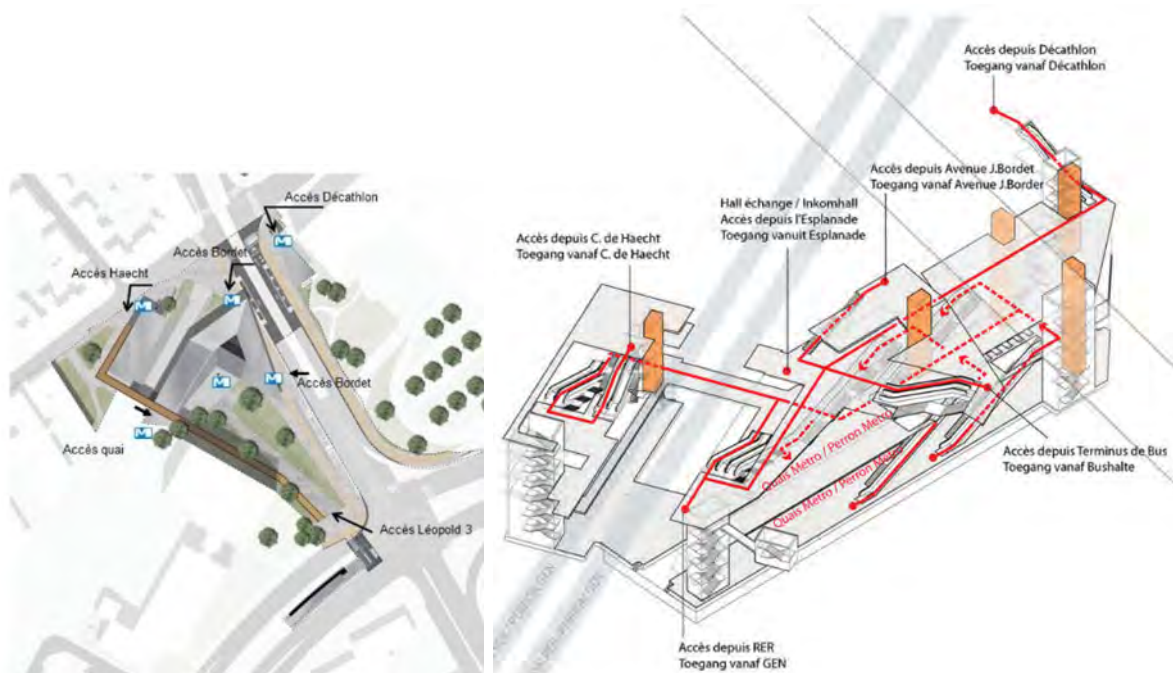 Accès Décathlon
Accès Bordet
Accés Haecht
Accès Bordet
Accès quai
Accès Léopold 3
Accès depuis Décathlon
Toegang vanaf Décathlon
Accès depuis Avenue J.Bordet
Toegang vanaf Avenue J.Border
Hall échange / Inkomhall
Accès depuis l'Esplanade
Toegang vanuit Esplanade
Accès depuis C. de Haecht
Toegang vanaf C. de Haecht
Quais Metro / Perron Metro
Quais Metro / Perron Metro
Accès depuis Terminus de Bus
Toegang vanaf Bushalte
Accès depuis RER
Toegang vanaf GEN